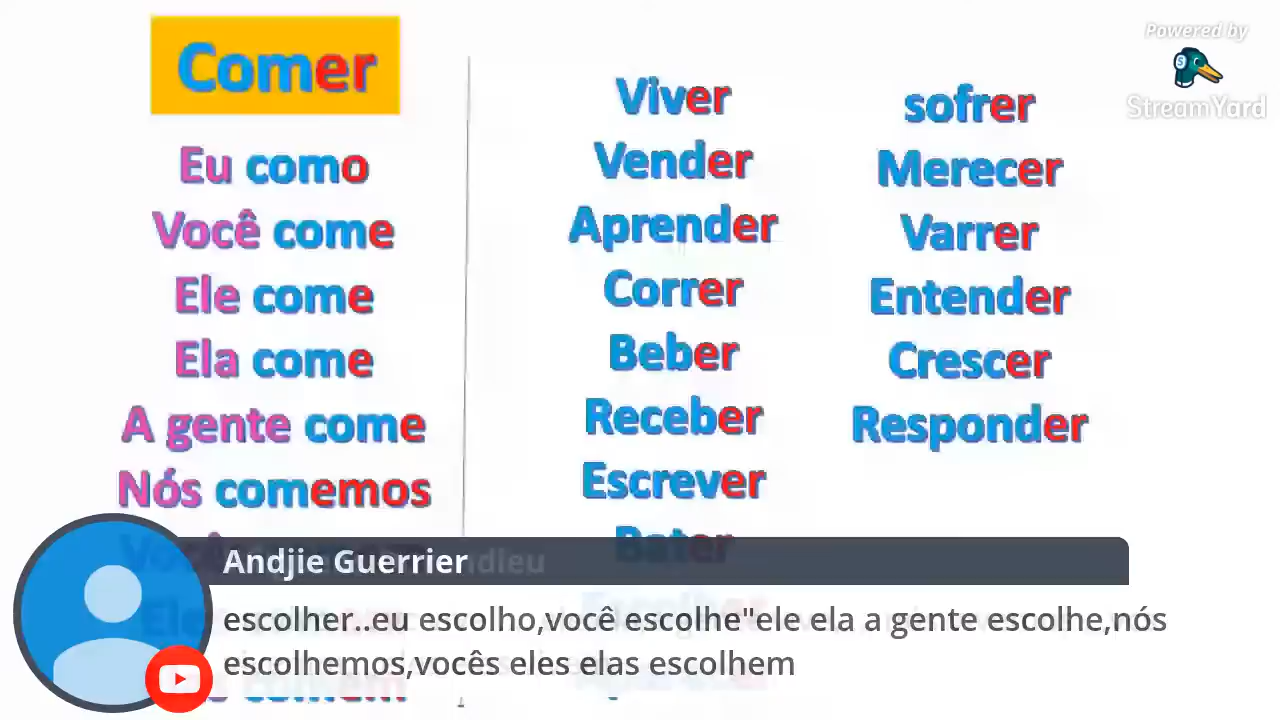 Comer
Eu como
Você come
Ele come
Ela come
A gente come
Nós comemos
Viver
Vender
Aprender
Correr
Beber
Receber
Escrever
Bater
sofrer
Merecer
Varrer
Entender
Crescer
Responder
Powered by
StreamYard
Andjie Guerrier
escolher..eu escolho,você escolhe"ele ela a gente escolhe,nós
escolhemos,vocês eles elas escolhem